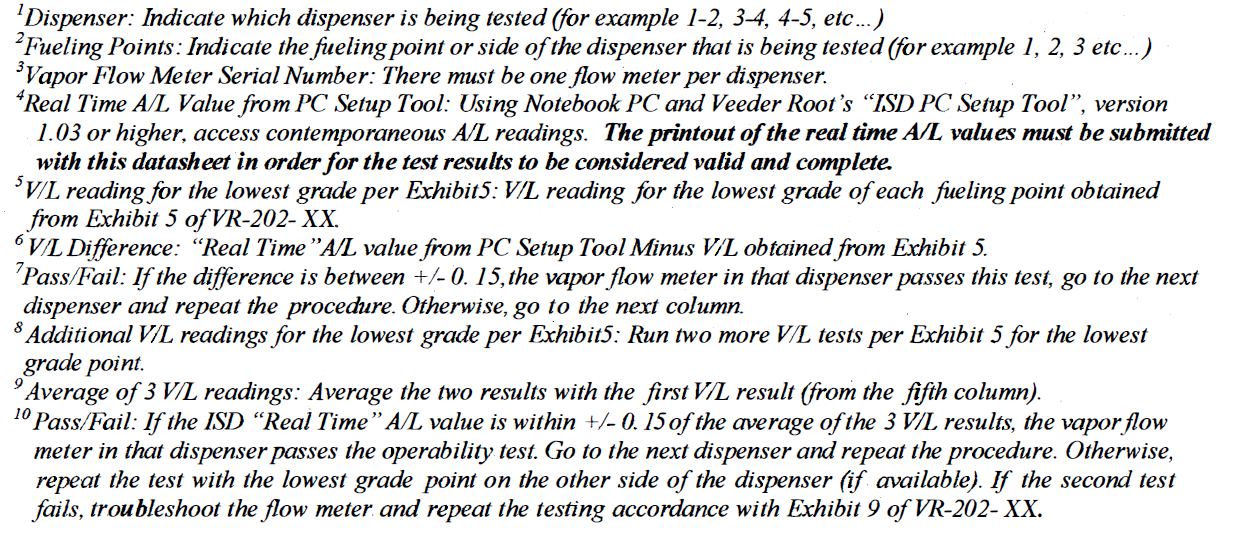 1Dispenser: Indicate which dispenser is being tested (for example 1-2, 3-4, 4-5, etc...)
2Fueling Points: Indicate the fueling point or side of the dispenser that is being tested (for example 1, 2, 3 etc...)
3Vapor Flow Meter Serial Number: There must be one flow meter per dispenser.
4Real Time A/L Value from PC Setup Tool: Using Notebook PC and Veeder Root's "ISD PC Setup Tool", version
1.03 or higher, access contemporaneous A/L readings. The printout of the real time A/L values must be submitted
with this datasheet in order for the test results to be considered valid and complete.
5V/L reading for the lowest grade per Exhibit5: V/L reading for the lowest grade of each fueling point obtained
from Exhibit 5 of VR-202- XX.
6 V/L Difference: "Real Time" A/L value from PC Setup Tool Minus V/L obtained from Exhibit 5.
7Pass/Fail: If the difference is between +/- 0. 15, the vapor flow meter in that dispenser passes this test, go to the next
dispenser and repeat the procedure. Otherwise, go to the next column.
8 Additional V/L readings for the lowest grade per Exhibit5: Run two more V/L tests per Exhibit 5 for the lowest
grade point.
9 Average of 3 V/L readings: Average the two results with the first V/L result (from the fifth column).
10 Pass/Fail: If the ISD "Real Time" A/L value is within +/- 0. 15 of the average of the 3 V/L results, the vapor flow
meter in that dispenser passes the operability test. Go to the next dispenser and repeat the procedure. Otherwise,
repeat the test with the lowest grade point on the other side of the dispenser (if available). If the second test
fails, troubleshoot the flow meter and repeat the testing accordance with Exhibit 9 of VR-202- XX.